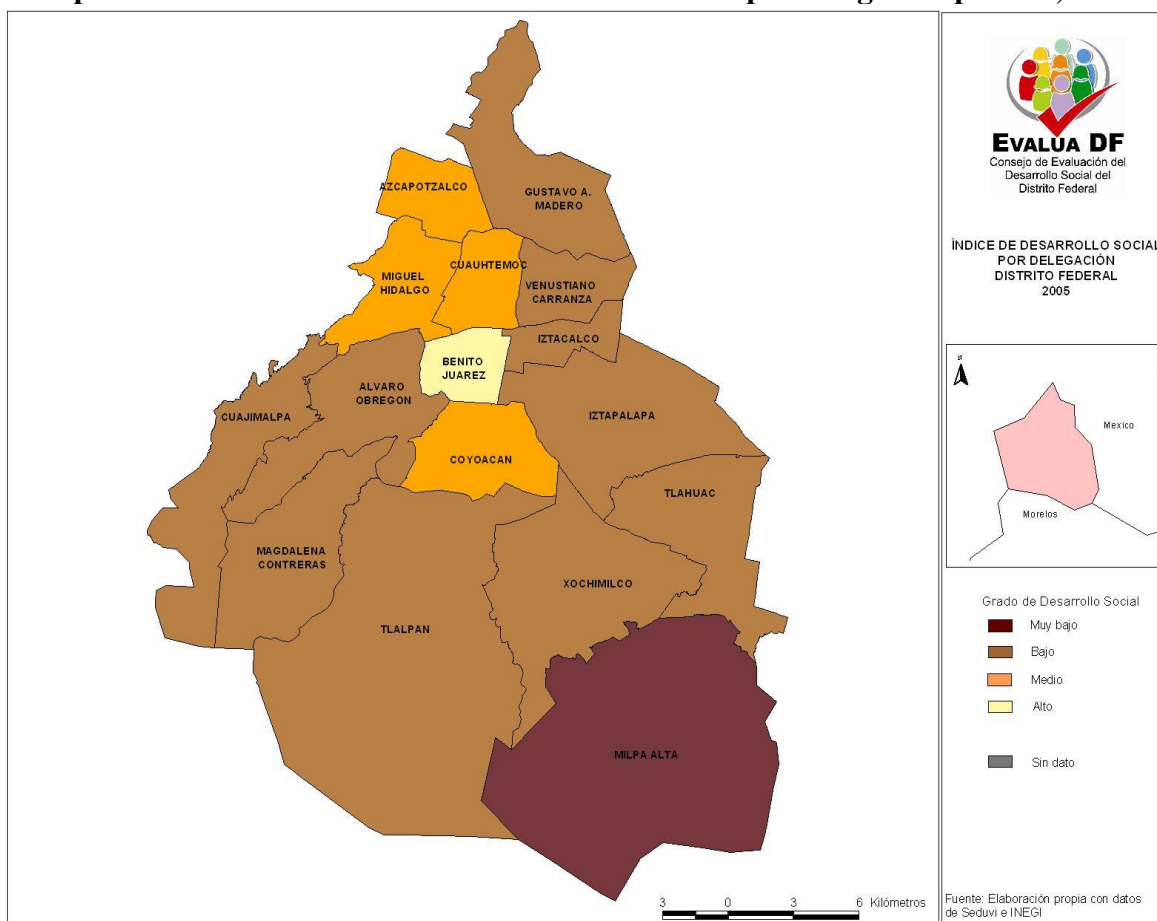 AZCAPOTZALCO
GUSTAVO A.
MADERO
MIGUEL
HIDALGO
CUAUHTEMOC
VENUSTIANO
CARRANZA
IZTACALCO
BENITO
JUAREZ
ALVARO
OBREGON
CUAJIMALPA
IZTAPALAPA
COYOACAN
TLAHUAC
MAGDALENA
CONTRERAS
XOCHIMILCO
TLALPAN
MILPA ALTA
3 0 3 6 Kilómetros
EVALUA DF
Consejo de Evaluación del
Desarrollo Social del
Distrito Federal
ÍNDICE DE DESARROLLO SOCIAL
POR DELEGACIÓN
DISTRITO FEDERAL
2005
N
Mexico
Morelos
Grado de Desarrollo Social
Muy bajo
Bajo
Medio
Alto
Sin dato
Fuente: Elaboración propia con datos
de Seduvi e INEGI